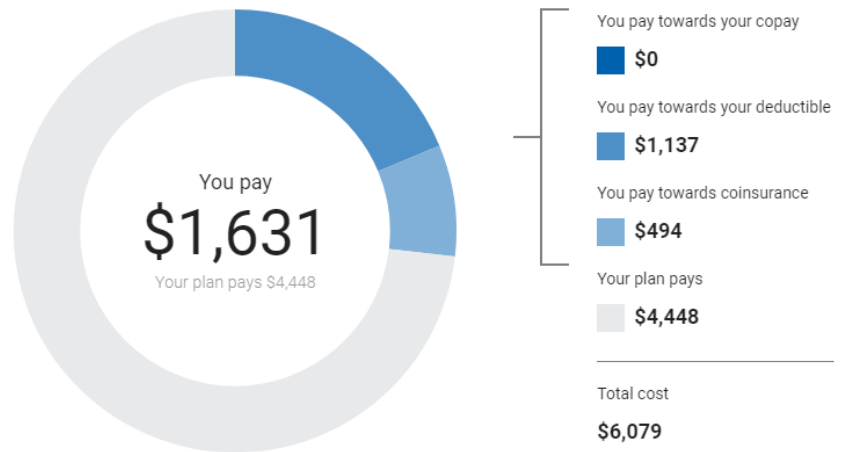 You pay
$1,631
Your plan pays $4,448
You pay towards your copay
$0
You pay towards your deductible
$1,137
You pay towards coinsurance
$494
Your plan pays
$4,448
Total cost
$6,079